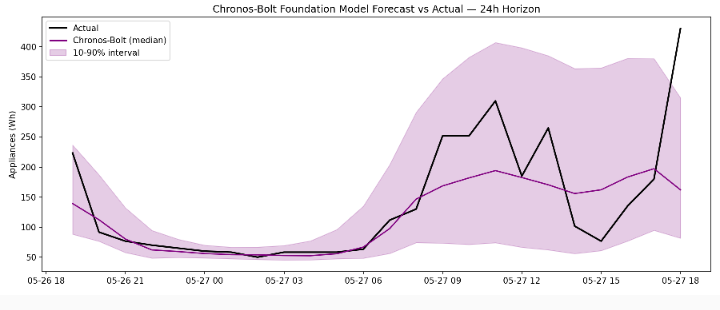 Chronos-Bolt Foundation Model Forecast vs Actual — 24h Horizon
Actual
Chronos-Bolt (median)
10-90% interval
Appliances (Wh)
400
350
300
250
200
150
100
50
05-26 18 05-26 21 05-27 00 05-27 03 05-27 06 05-27 09 05-27 12 05-27 15 05-27 18